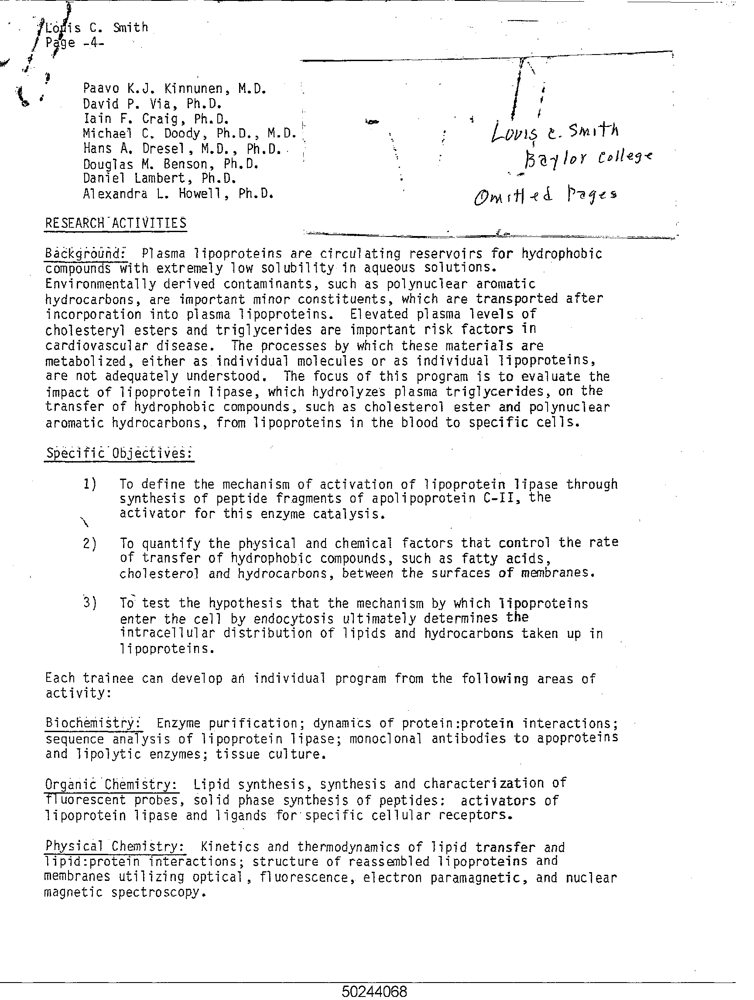 Louis C. Smith
Page -4-
Paavo K.J. Kinnunen, M.D.
David P. Via, Ph.D.
Iain F. Craig, Ph.D.
Michael C. Doody, Ph.D., M.D.
Hans A. Dresel, M.D., Ph.D.
Douglas M. Benson, Ph.D.
Daniel Lambert, Ph.D.
Alexandra L. Howell, Ph.D.
Louis C. Smith
Baylor College
Omitted Pages
RESEARCH ACTIVITIES
Background: Plasma lipoproteins are circulating reservoirs for hydrophobic
compounds with extremely low solubility in aqueous solutions.
Environmentally derived contaminants, such as polynuclear aromatic
hydrocarbons, are important minor constituents, which are transported after
incorporation into plasma lipoproteins. Elevated plasma levels of
cholesteryl esters and triglycerides are important risk factors in
cardiovascular disease. The processes by which these materials are
metabolized, either as individual molecules or as individual lipoproteins,
are not adequately understood. The focus of this program is to evaluate the
impact of lipoprotein lipase, which hydrolyzes plasma triglycerides, on the
transfer of hydrophobic compounds, such as cholesterol ester and polynuclear
aromatic hydrocarbons, from lipoproteins in the blood to specific cells.
Specific Objectives:
1) To define the mechanism of activation of lipoprotein lipase through
synthesis of peptide fragments of apolipoprotein C-II, the
activator for this enzyme catalysis.
2) To quantify the physical and chemical factors that control the rate
of transfer of hydrophobic compounds, such as fatty acids,
cholesterol and hydrocarbons, between the surfaces of membranes.
3) To test the hypothesis that the mechanism by which lipoproteins
enter the cell by endocytosis ultimately determines the
intracellular distribution of lipids and hydrocarbons taken up in
lipoproteins.
Each trainee can develop an individual program from the following areas of
activity:
Biochemistry: Enzyme purification; dynamics of protein:protein interactions;
sequence analysis of lipoprotein lipase; monoclonal antibodies to apoproteins
and lipolytic enzymes; tissue culture.
Organic Chemistry: Lipid synthesis, synthesis and characterization of
fluorescent probes, solid phase synthesis of peptides: activators of
lipoprotein lipase and ligands for specific cellular receptors.
Physical Chemistry: Kinetics and thermodynamics of lipid transfer and
lipid:protein interactions; structure of reassembled lipoproteins and
membranes utilizing optical, fluorescence, electron paramagnetic, and nuclear
magnetic spectroscopy.
50244068